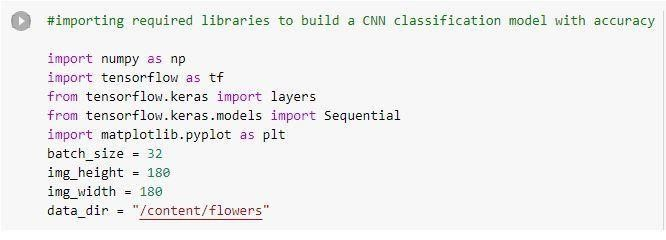 #importing required libraries to build a CNN classification model with accuracy
import numpy as np
import tensorflow as tf
from tensorflow.keras import layers
from tensorflow.keras.models import Sequential
import matplotlib.pyplot as plt
batch_size = 32
img_height = 180
img_width = 180
data_dir = "/content/flowers"